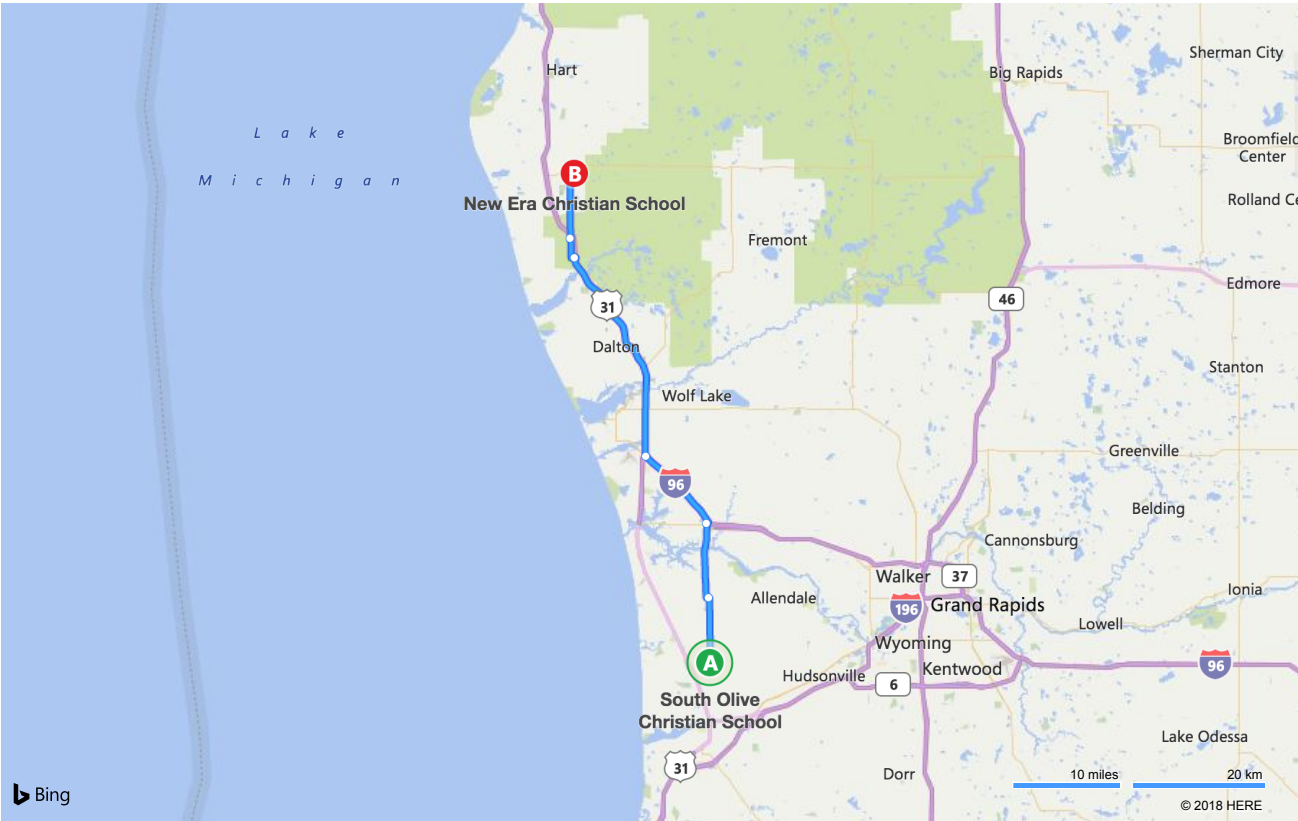 Sherman City
Hart
Big Rapids
Lake
Michigan
Broomfield
Center
B
New Era Christian School
Rolland Ce
Fremont
Edmore
46
31
Dalton
Stanton
Wolf Lake
Greenville
96
Belding
Cannonsburg
Walker
37
Ionia
Allendale
196
Grand Rapids
Lowell
Wyoming
A
Hudsonville
Kentwood
96
6
South Olive
Christian School
Lake Odessa
31
Dorr
10 miles
20 km
Bing
© 2018 HERE